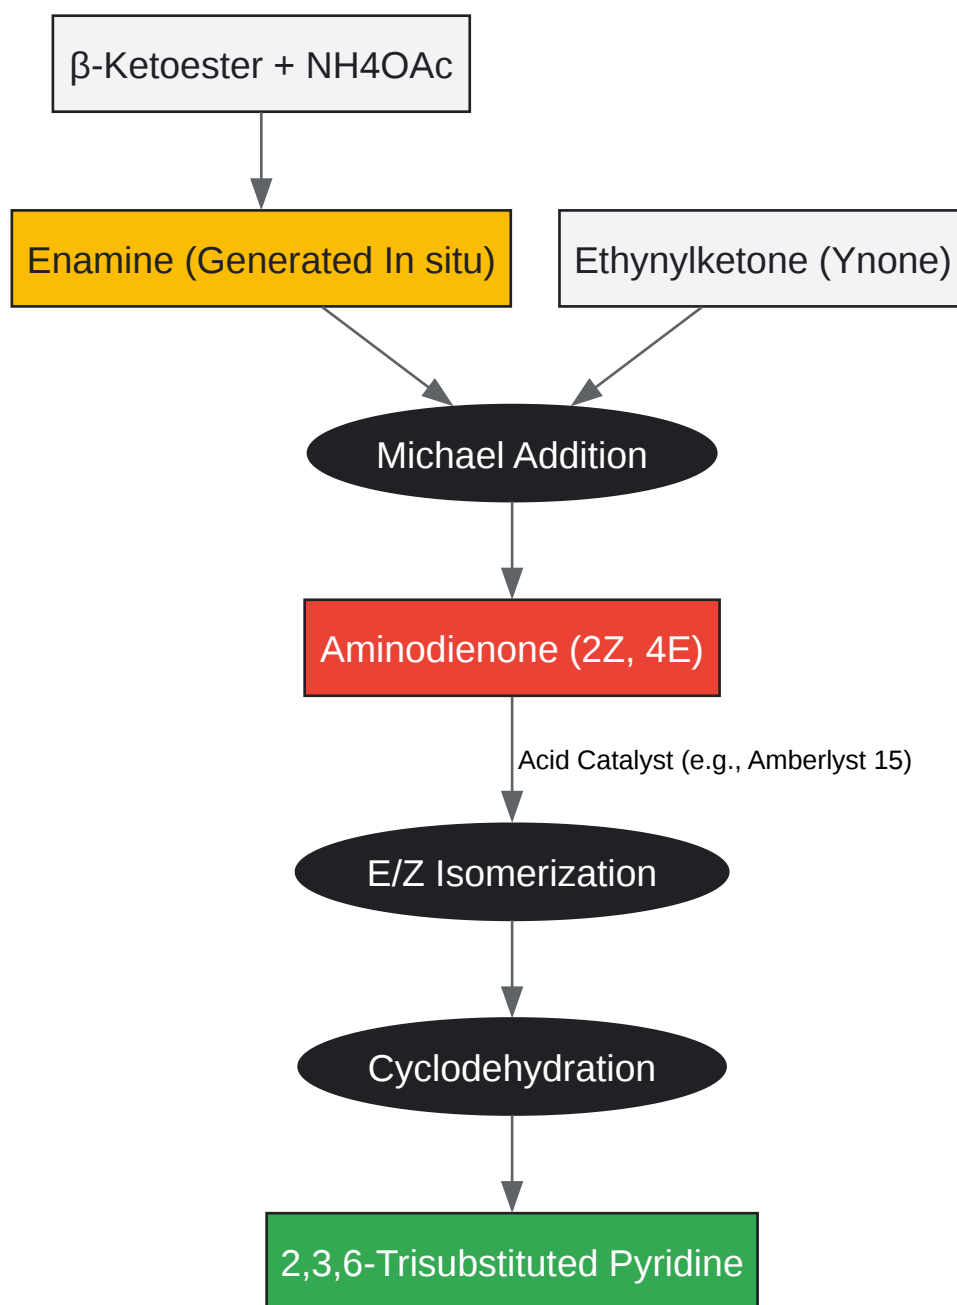 β-Ketoester + NH4OAc
Enamine (Generated In situ)
Ethynylketone (Ynone)
Michael Addition
Aminodienone (2Z, 4E)
Acid Catalyst (e.g., Amberlyst 15)
E/Z Isomerization
Cyclodehydration
2,3,6-Trisubstituted Pyridine